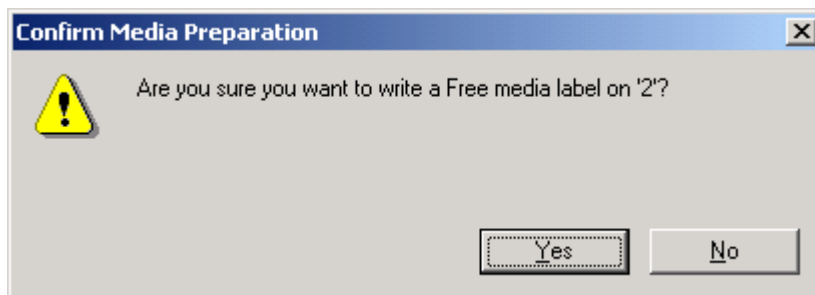 Confirm Media Preparation
Are you sure you want to write a Free media label on '2'?
Yes
No